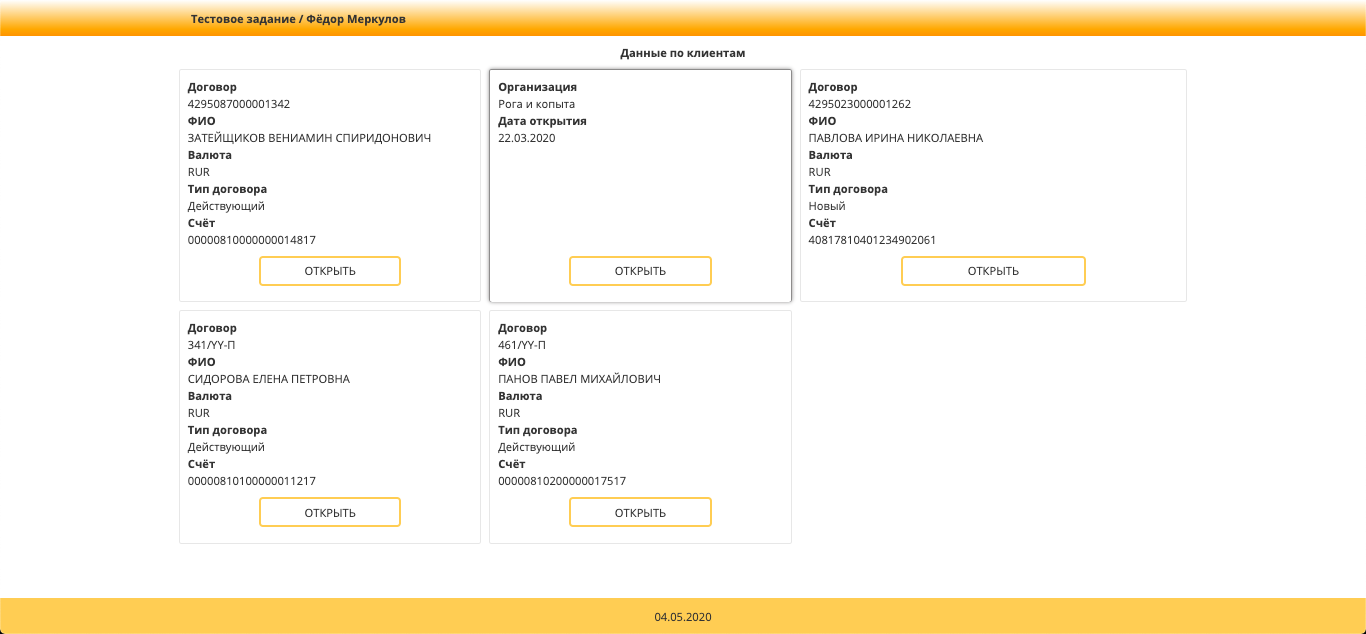 Тестовое задание / Фёдор Меркулов
Данные по клиентам
Договор
4295087000001342
ФИО
ЗАТЕЙЩИКОВ ВЕНИАМИН СПИРИДОНОВИЧ
Валюта
RUR
Тип договора
Действующий
Счёт
00000810000000014817
ОТКРЫТЬ
Организация
Рога и копыта
Дата открытия
22.03.2020
ОТКРЫТЬ
Договор
4295023000001262
ФИО
ПАВЛОВА ИРИНА НИКОЛАЕВНА
Валюта
RUR
Тип договора
Новый
Счёт
40817810401234902061
ОТКРЫТЬ
Договор
341/YY-П
ФИО
СИДОРОВА ЕЛЕНА ПЕТРОВНА
Валюта
RUR
Тип договора
Действующий
Счёт
00000810100000011217
ОТКРЫТЬ
Договор
461/YY-П
ФИО
ПАНОВ ПАВЕЛ МИХАЙЛОВИЧ
Валюта
RUR
Тип договора
Действующий
Счёт
00000810200000017517
ОТКРЫТЬ
04.05.2020